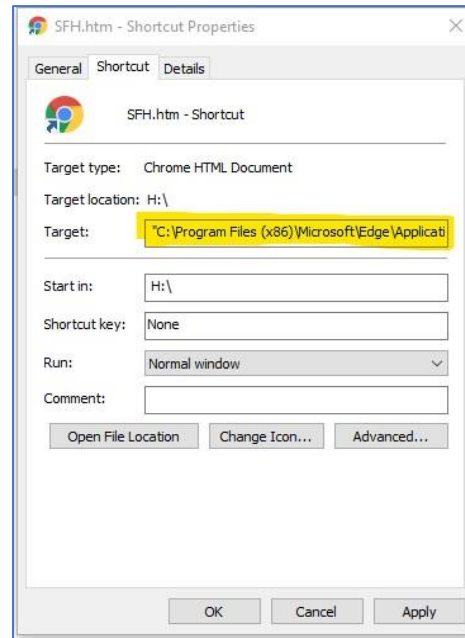 SFH.htm - Shortcut Properties
General Shortcut Details
SFH.htm - Shortcut
Target type: Chrome HTML Document
Target location: H:\
Target: "C:\Program Files (x86)\Microsoft\Edge\Applicati
Start in: H:\
Shortcut key: None
Run: Normal window
Comment:
Open File Location Change Icon... Advanced...
OK Cancel Apply